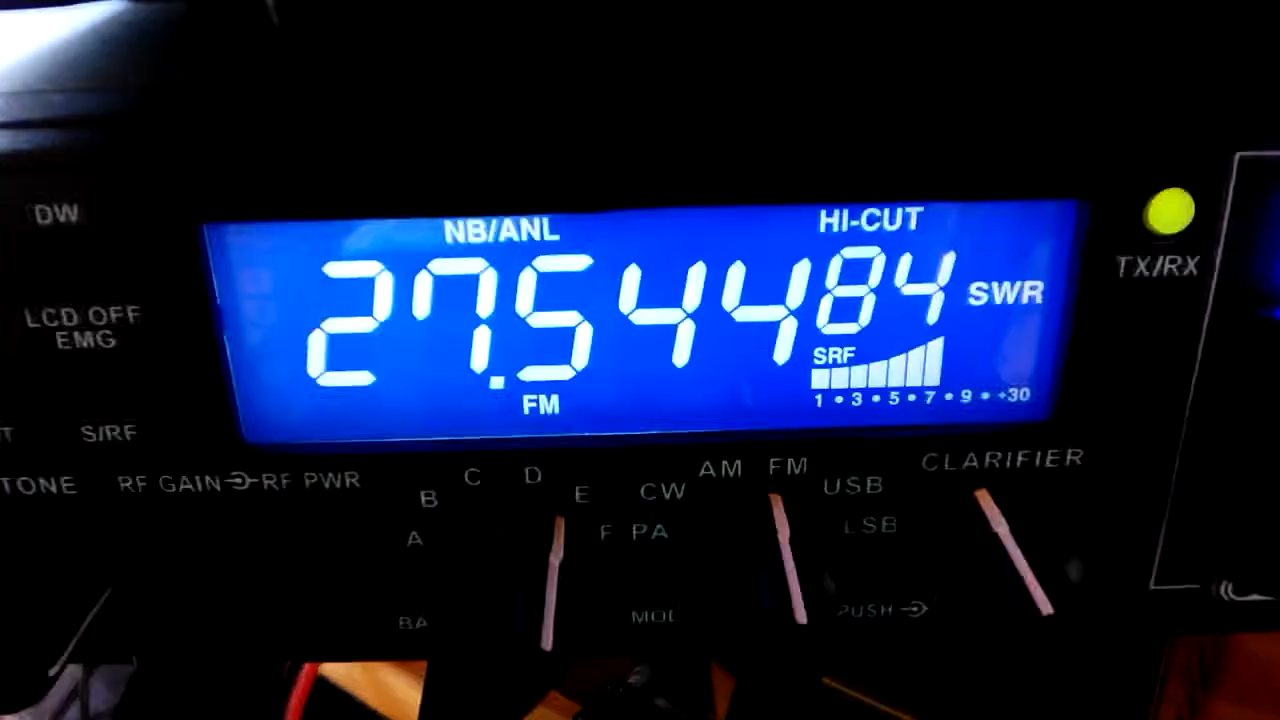 NB/ANL HI-CUT
DW
27.54484 SWR
TX/RX
LCD OFF
EMG
SRF
1 • 3 • 5 • 7 • 9 • +30
FM
S/RF
TONE RF GAIN RF PWR
A B C D E F
BA
PA CW AM FM USB LSB
CLARIFIER
PUSH